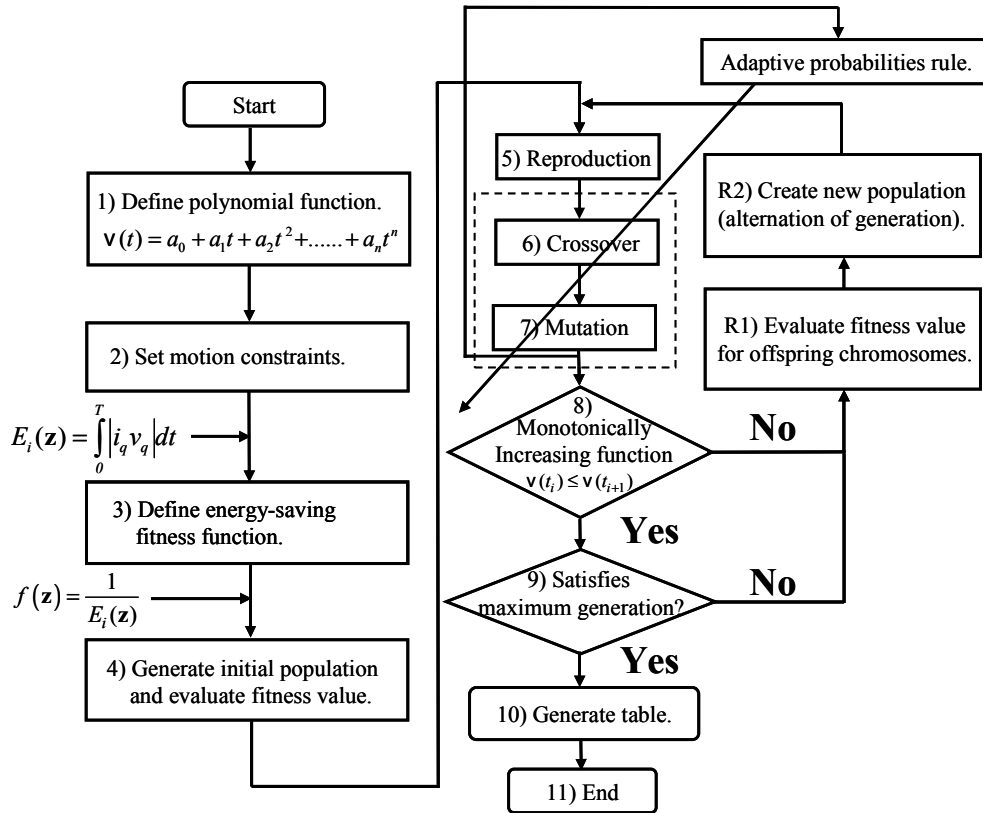 Start
1) Define polynomial function.
v(t) = a₀ + a₁t + a₂t² +......+ aₙtⁿ
2) Set motion constraints.
Eᵢ(z) = ∫₀ᵀ |i_q v_q| dt
3) Define energy-saving
fitness function.
f(z) = 1 / Eᵢ(z)
4) Generate initial population
and evaluate fitness value.
Adaptive probabilities rule.
5) Reproduction
6) Crossover
7) Mutation
R2) Create new population
(alternation of generation).
R1) Evaluate fitness value
for offspring chromosomes.
8)
Monotonically
Increasing function
v(tᵢ) ≤ v(tᵢ₊₁)
No
Yes
9) Satisfies
maximum generation?
No
Yes
10) Generate table.
11) End